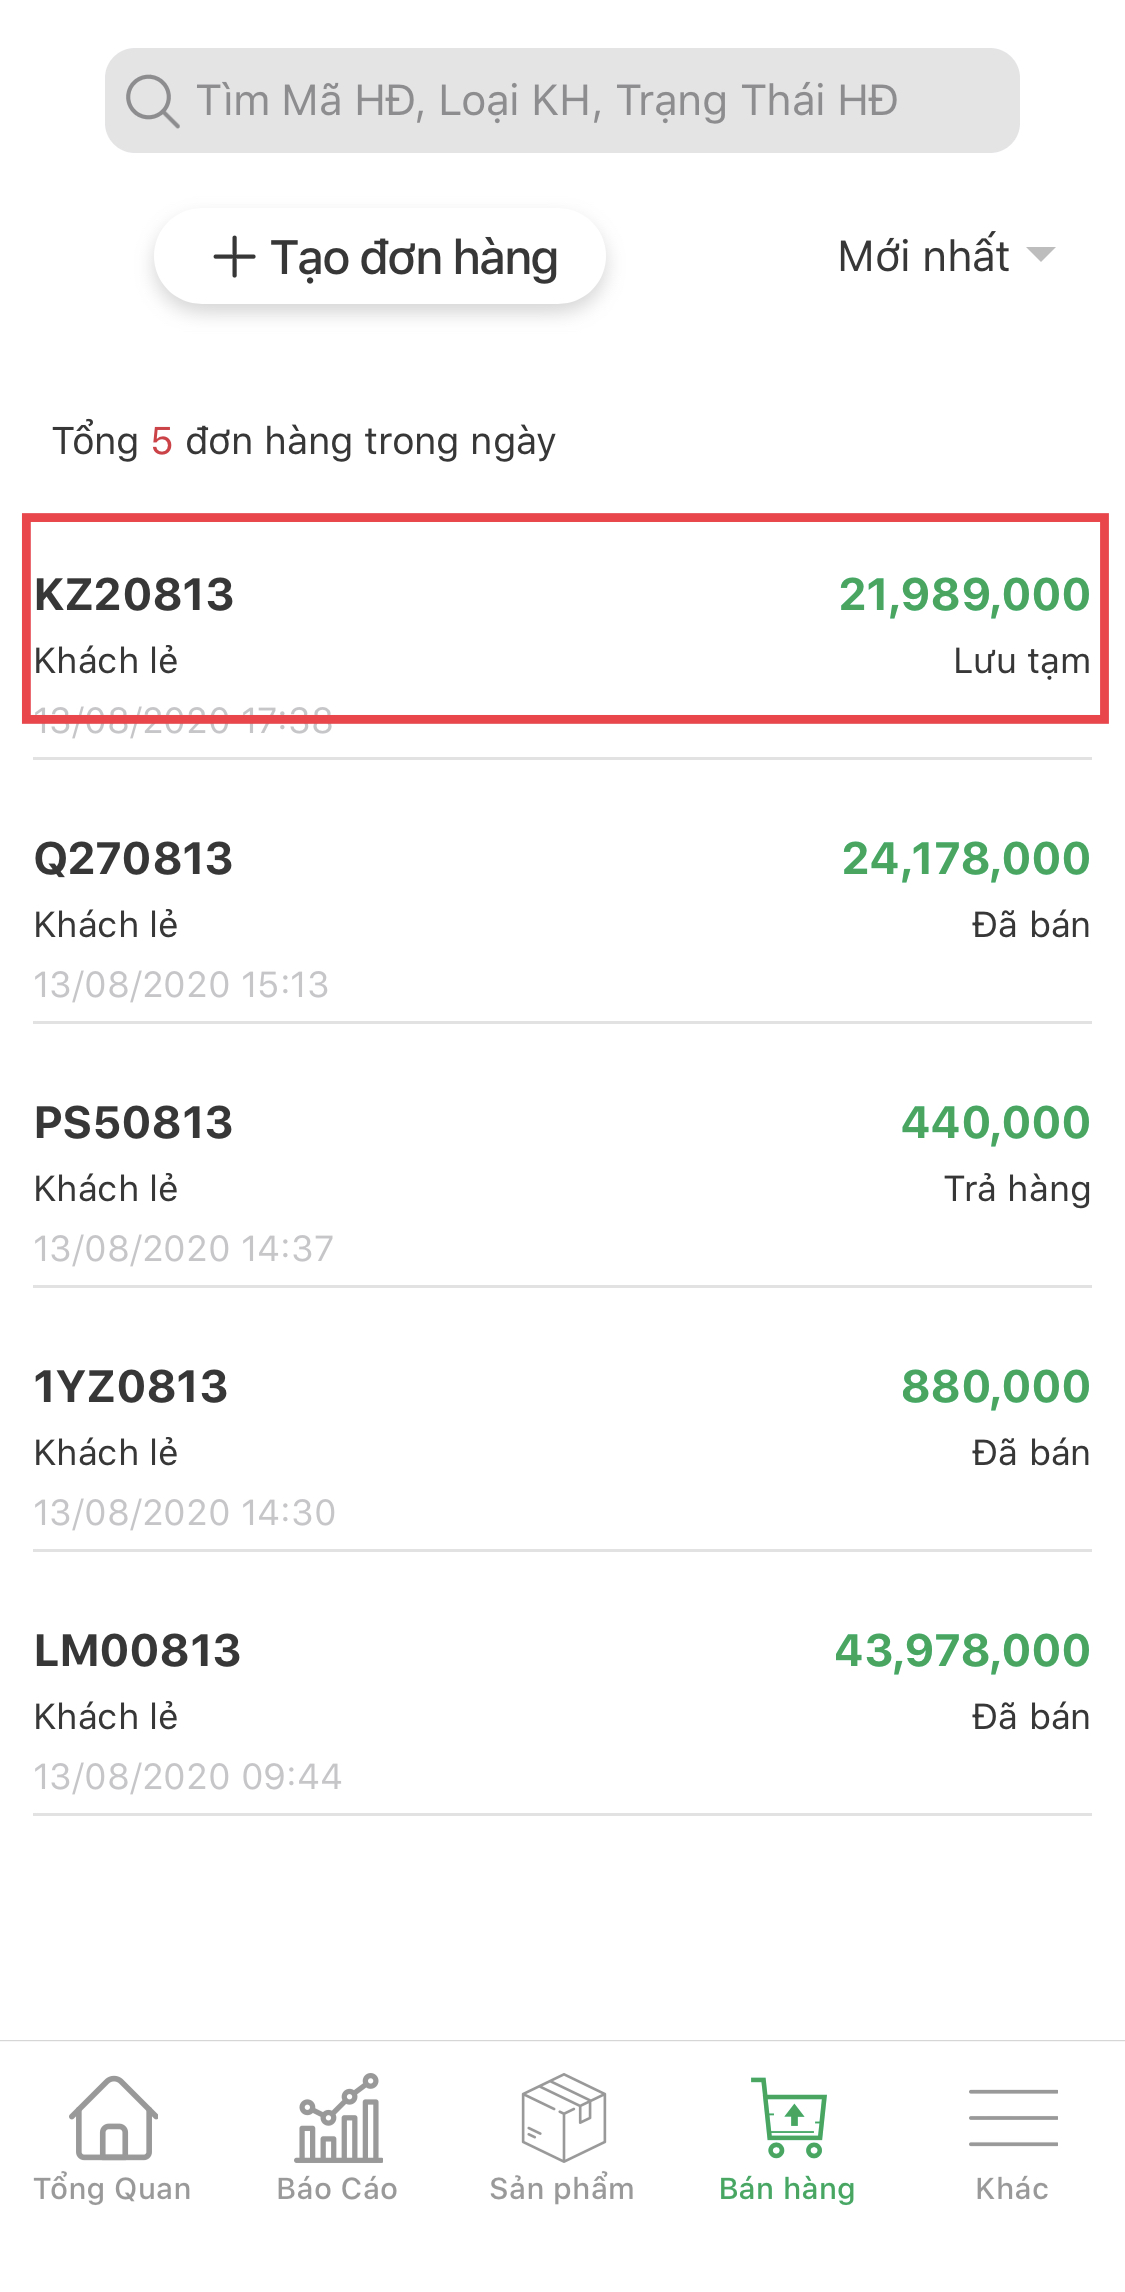 Tìm Mã HĐ, Loại KH, Trạng Thái HĐ
Tạo đơn hàng
Mới nhất
Tổng 5 đơn hàng trong ngày
KZ20813 21,989,000
Khách lẻ Lưu tạm
13/08/2020 17:38
Q270813 24,178,000
Khách lẻ Đã bán
13/08/2020 15:13
PS50813 440,000
Khách lẻ Trả hàng
13/08/2020 14:37
1YZ0813 880,000
Khách lẻ Đã bán
13/08/2020 14:30
LM00813 43,978,000
Khách lẻ Đã bán
13/08/2020 09:44
Tổng Quan Báo Cáo Sản phẩm Bán hàng Khác